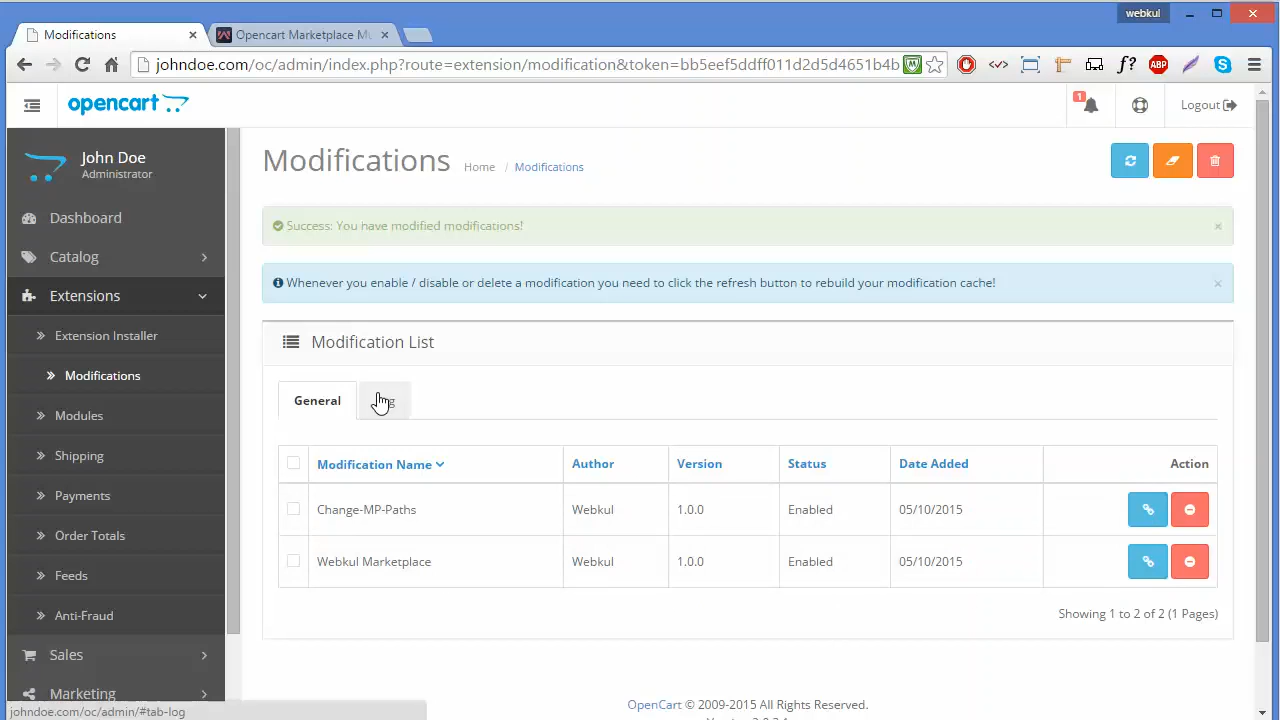 webkul
Modifications
Opencart Marketplace Mu
johndoe.com/oc/admin/index.php?route=extension/modification&token=bb5eef5ddff011d2d5d4651b4b
ABP
f?
opencart
1
Logout
John Doe
Administrator
Dashboard
Catalog
Extensions
Extension Installer
Modifications
Modules
Shipping
Payments
Order Totals
Feeds
Anti-Fraud
Sales
Marketing
Modifications
Home / Modifications
Success: You have modified modifications!
Whenever you enable / disable or delete a modification you need to click the refresh button to rebuild your modification cache!
Modification List
General
Modification Name Author Version Status Date Added Action
Change-MP-Paths Webkul 1.0.0 Enabled 05/10/2015
Webkul Marketplace Webkul 1.0.0 Enabled 05/10/2015
Showing 1 to 2 of 2 (1 Pages)
OpenCart © 2009-2015 All Rights Reserved.
johndoe.com/oc/admin/#tab-log